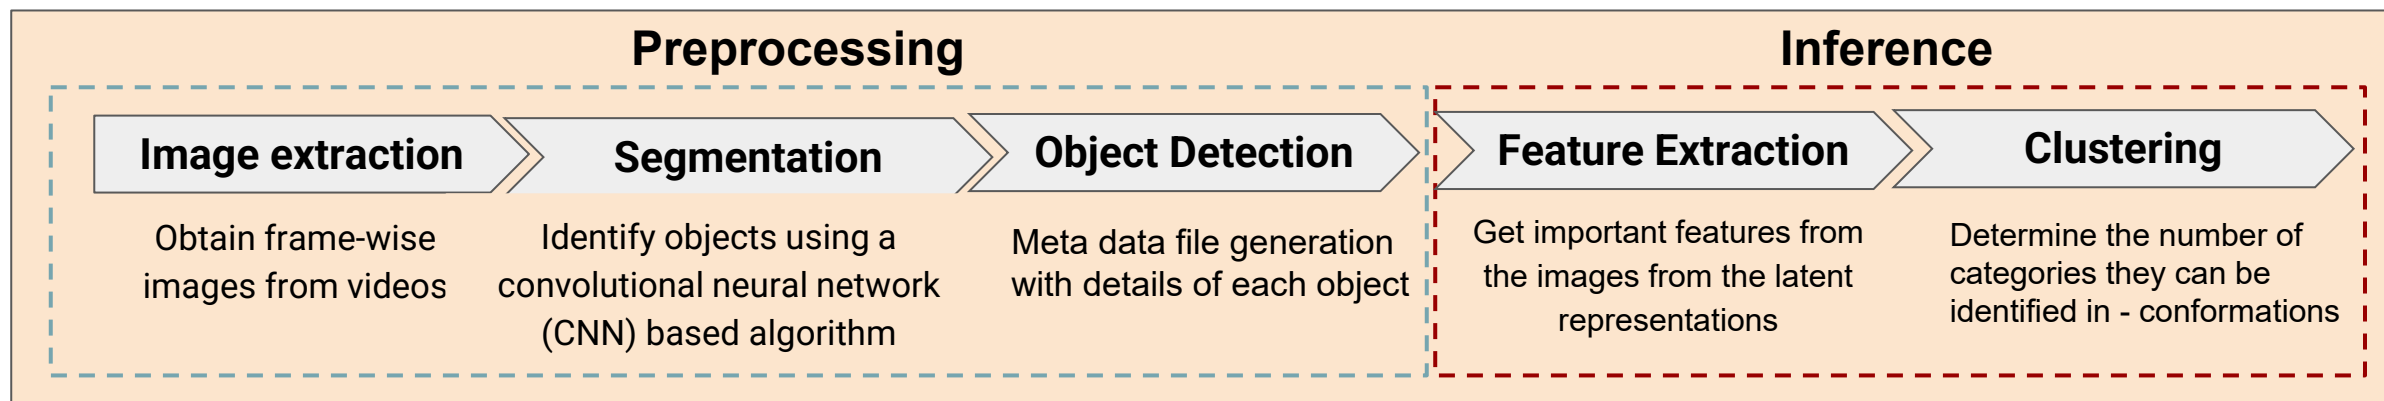 Preprocessing
Inference
Image extraction
Segmentation
Object Detection
Feature Extraction
Clustering
Obtain frame-wise
images from videos
Identify objects using a
convolutional neural network
(CNN) based algorithm
Meta data file generation
with details of each object
Get important features from
the images from the latent
representations
Determine the number of
categories they can be
identified in - conformations